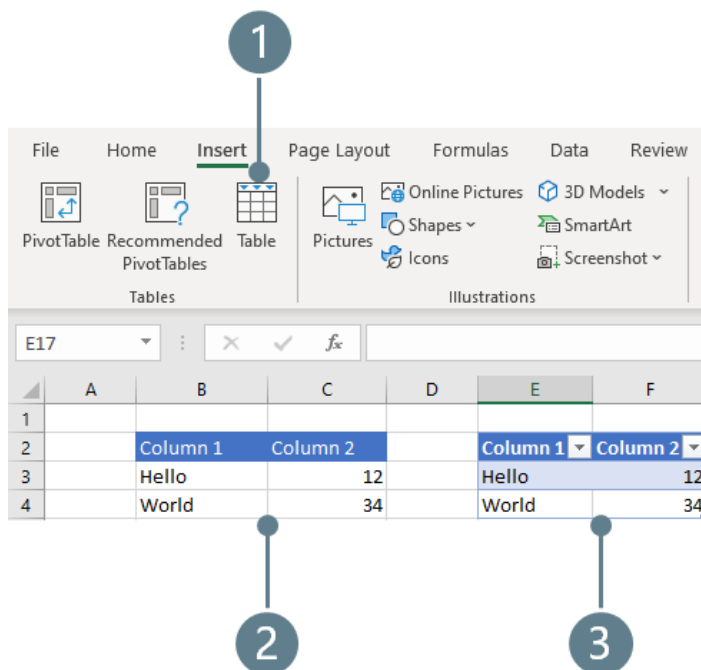 1
File Home Insert Page Layout Formulas Data Review
PivotTable Recommended PivotTables Table Pictures Online Pictures 3D Models
Shapes SmartArt
Icons Screenshot
Tables Illustrations
E17 fx
A B C D E F
1
2 Column 1 Column 2 Column 1 Column 2
3 Hello 12 Hello 12
4 World 34 World 34
2 3